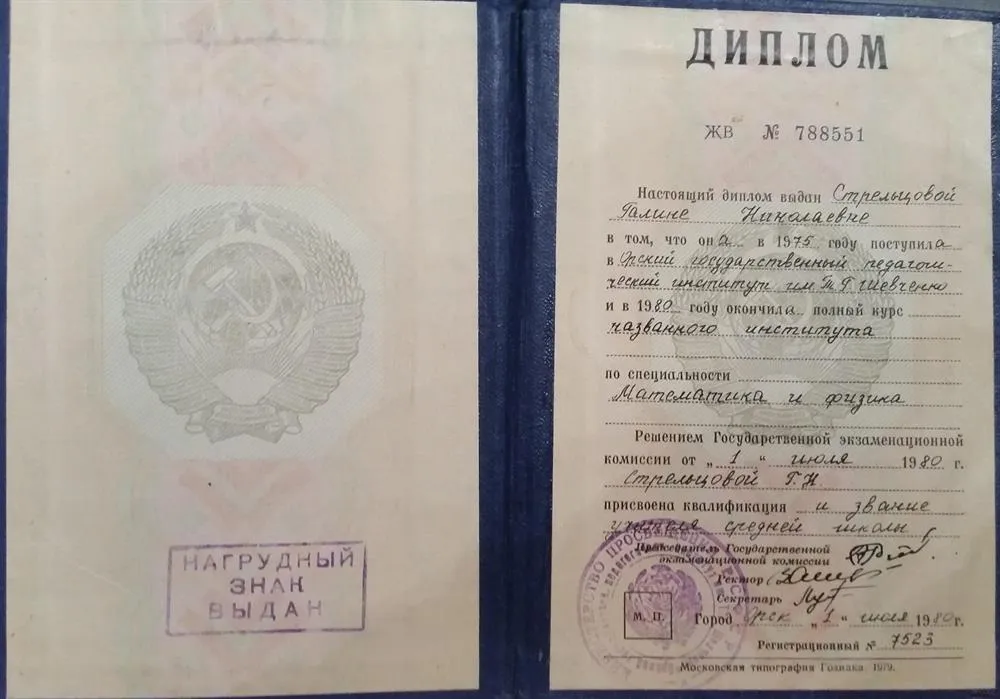 НАГРУДНЫЙ
ЗНАК
ВЫДАН
ДИПЛОМ
ЖВ № 788551
Настоящий диплом выдан Стрельцовой
Галине Николаевне
в том, что она в 1975 году поступила
в Орский государственный педагоги-
ческий институт им Т Г Шевченко
и в 1980 году окончила полный курс
названного института
по специальности
Математика и физика
Решением Государственной экзаменационной
комиссии от „1“ июля 1980 г.
Стрельцовой Г.Н
присвоена квалификация и звание
учителя средней школы
Председатель Государственной
экзаменационной комиссии
Ректор
Секретарь
М. П.
Город Орск „1“ июля 1980г.
Регистрационный № 7523
Московская типография Гознака. 1979.